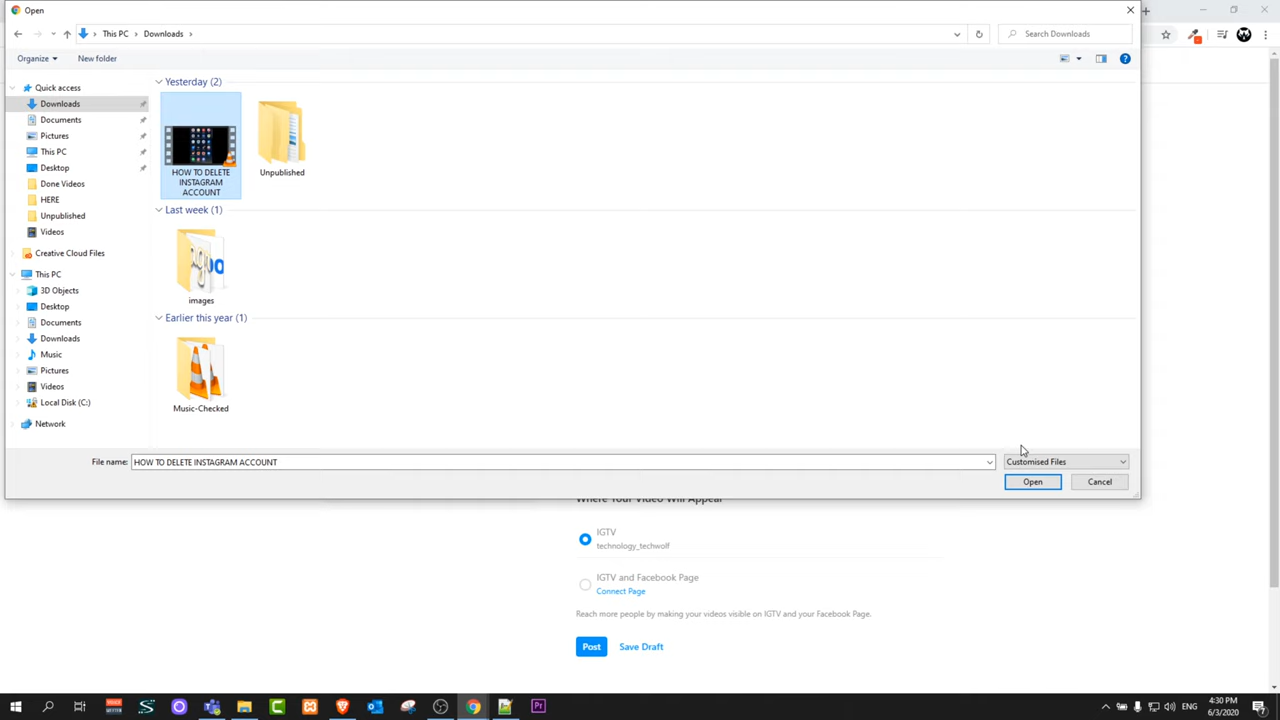 Open
This PC
Downloads
Search Downloads
Organize
New folder
Quick access
Downloads
Documents
Pictures
This PC
Desktop
Done Videos
HERE
Unpublished
Videos
Creative Cloud Files
This PC
3D Objects
Desktop
Documents
Downloads
Music
Pictures
Videos
Local Disk (C:)
Network
Yesterday (2)
HOW TO DELETE
INSTAGRAM
ACCOUNT
Unpublished
Last week (1)
images
Earlier this year (1)
Music-Checked
File name:
HOW TO DELETE INSTAGRAM ACCOUNT
Customised Files
Open
Cancel
Where Your Video Will Appear
IGTV
technology_techwolf
IGTV and Facebook Page
Connect Page
Reach more people by making your videos visible on IGTV and your Facebook Page.
Post
Save Draft
ENG
4:30 PM
6/3/2020
7